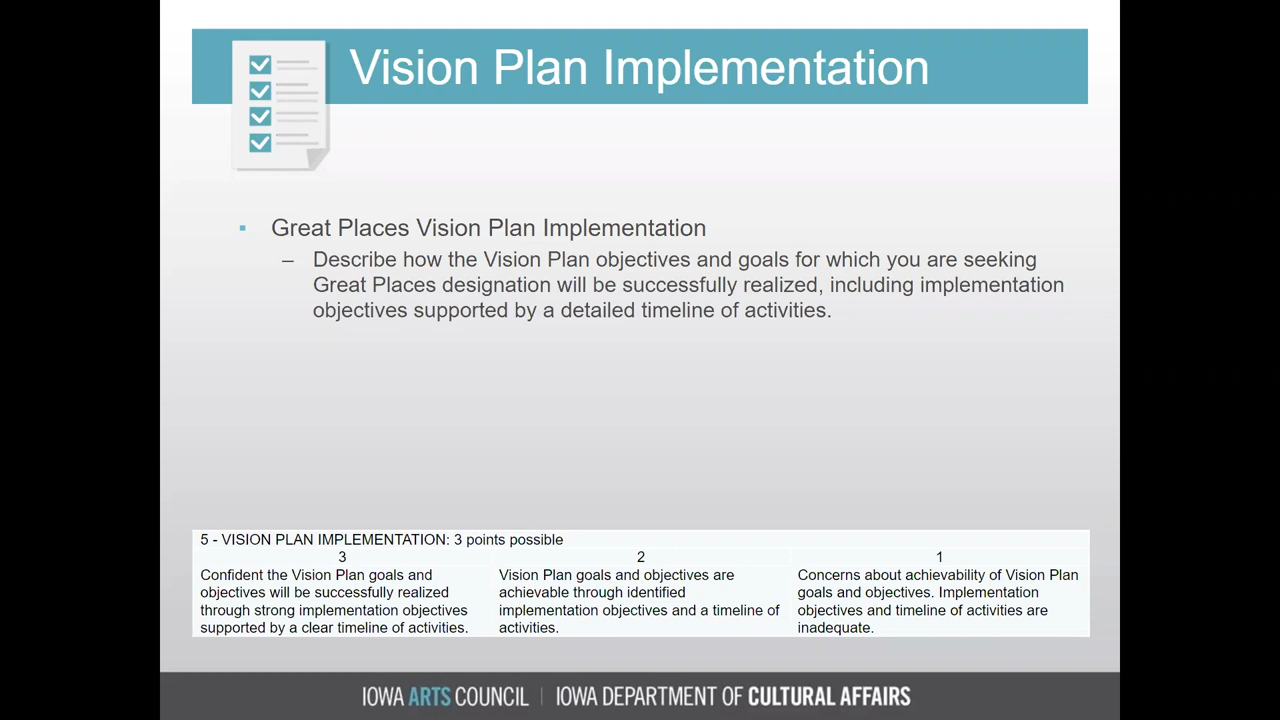 Vision Plan Implementation
▪ Great Places Vision Plan Implementation
– Describe how the Vision Plan objectives and goals for which you are seeking
Great Places designation will be successfully realized, including implementation
objectives supported by a detailed timeline of activities.
5 - VISION PLAN IMPLEMENTATION: 3 points possible
3
Confident the Vision Plan goals and
objectives will be successfully realized
through strong implementation objectives
supported by a clear timeline of activities.
2
Vision Plan goals and objectives are
achievable through identified
implementation objectives and a timeline of
activities.
1
Concerns about achievability of Vision Plan
goals and objectives. Implementation
objectives and timeline of activities are
inadequate.
IOWA ARTS COUNCIL | IOWA DEPARTMENT OF CULTURAL AFFAIRS